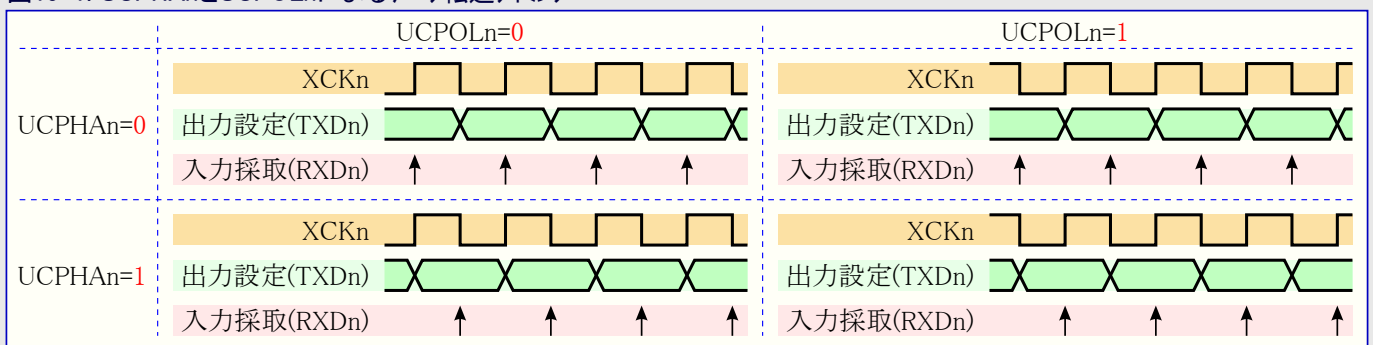 UCPOLn=0
UCPOLn=1
UCPHAn=0
XCKn
出力設定(TXDn)
入力採取(RXDn)
XCKn
出力設定(TXDn)
入力採取(RXDn)
UCPHAn=1
XCKn
出力設定(TXDn)
入力採取(RXDn)
XCKn
出力設定(TXDn)
入力採取(RXDn)